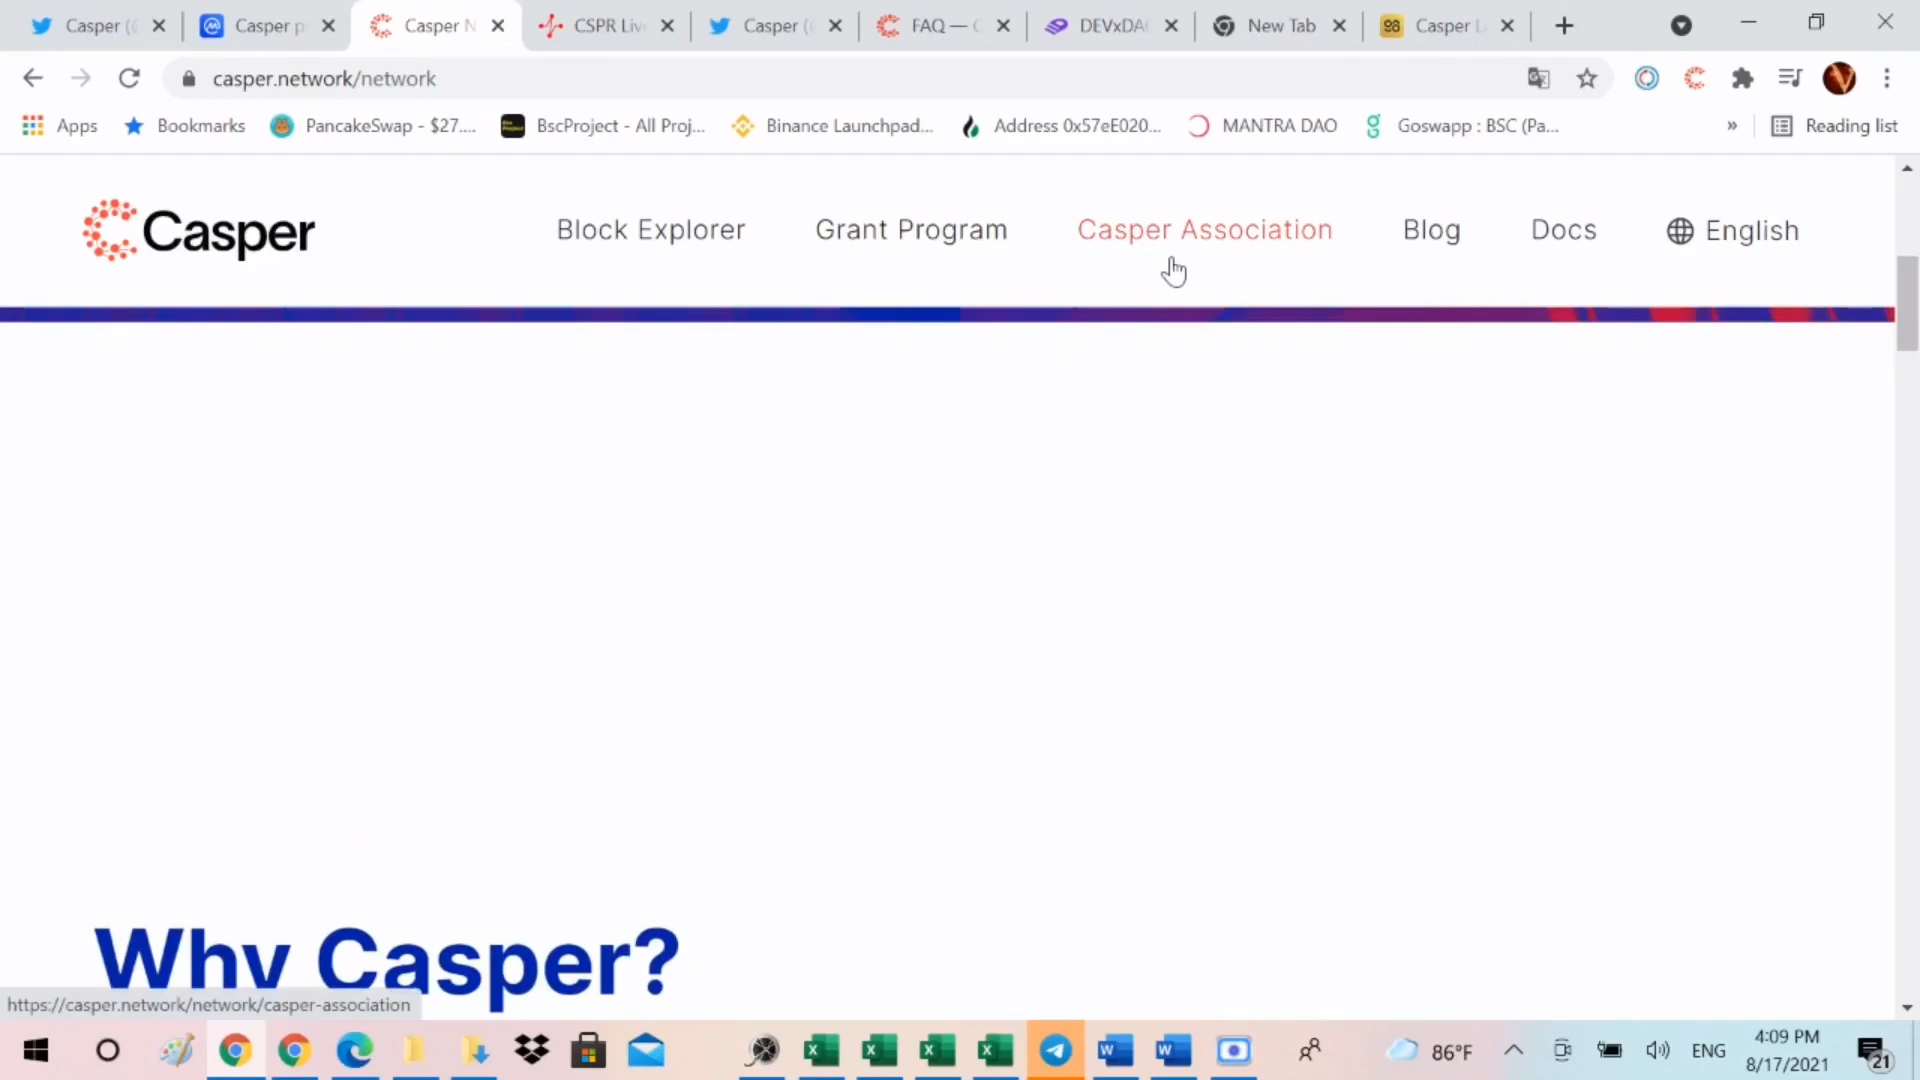 Casper (
Casper p
Casper N
CSPR Liv
Casper (
FAQ — C
DEVxDAO
New Tab
Casper L
casper.network/network
Apps
Bookmarks
PancakeSwap - $27....
BscProject - All Proj...
Binance Launchpad...
Address 0x57eE020...
MANTRA DAO
Goswapp : BSC (Pa...
»
Reading list
Casper
Block Explorer
Grant Program
Casper Association
Blog
Docs
English
Why Casper?
https://casper.network/network/casper-association
86°F
ENG
4:09 PM
8/17/2021
21